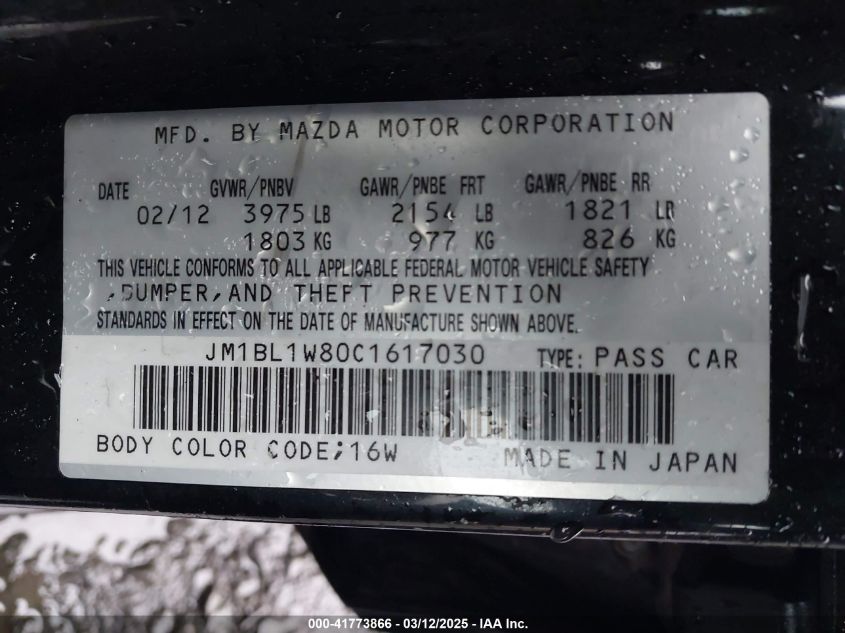 MFD. BY MAZDA MOTOR CORPORATION
DATE GVWR/PNBV GAWR/PNBE FRT GAWR/PNBE RR
02/12 3975 LB 2154 LB 1821 LB
1803 KG 977 KG 826 KG
THIS VEHICLE CONFORMS TO ALL APPLICABLE FEDERAL MOTOR VEHICLE SAFETY
,BUMPER,AND THEFT PREVENTION
STANDARDS IN EFFECT ON THE DATE OF MANUFACTURE SHOWN ABOVE.
JM1BL1W80C1617030 TYPE: PASS CAR
BODY COLOR CODE;16W MADE IN JAPAN
000-41773866 - 03/12/2025 - IAA Inc.